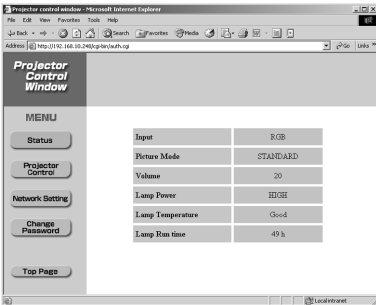 Projector control window - Microsoft Internet Explorer
File Edit View Favorites Tools Help
Back Search Favorites Media
Address http://192.168.10.248/cgi-bin/auth.cgi Go Links »
Projector
Control
Window
MENU
Status
Projector
Control
Network Setting
Change
Password
Top Page
Input RGB
Picture Mode STANDARD
Volume 20
Lamp Power HIGH
Lamp Temperature Good
Lamp Run time 49 h
Local intranet